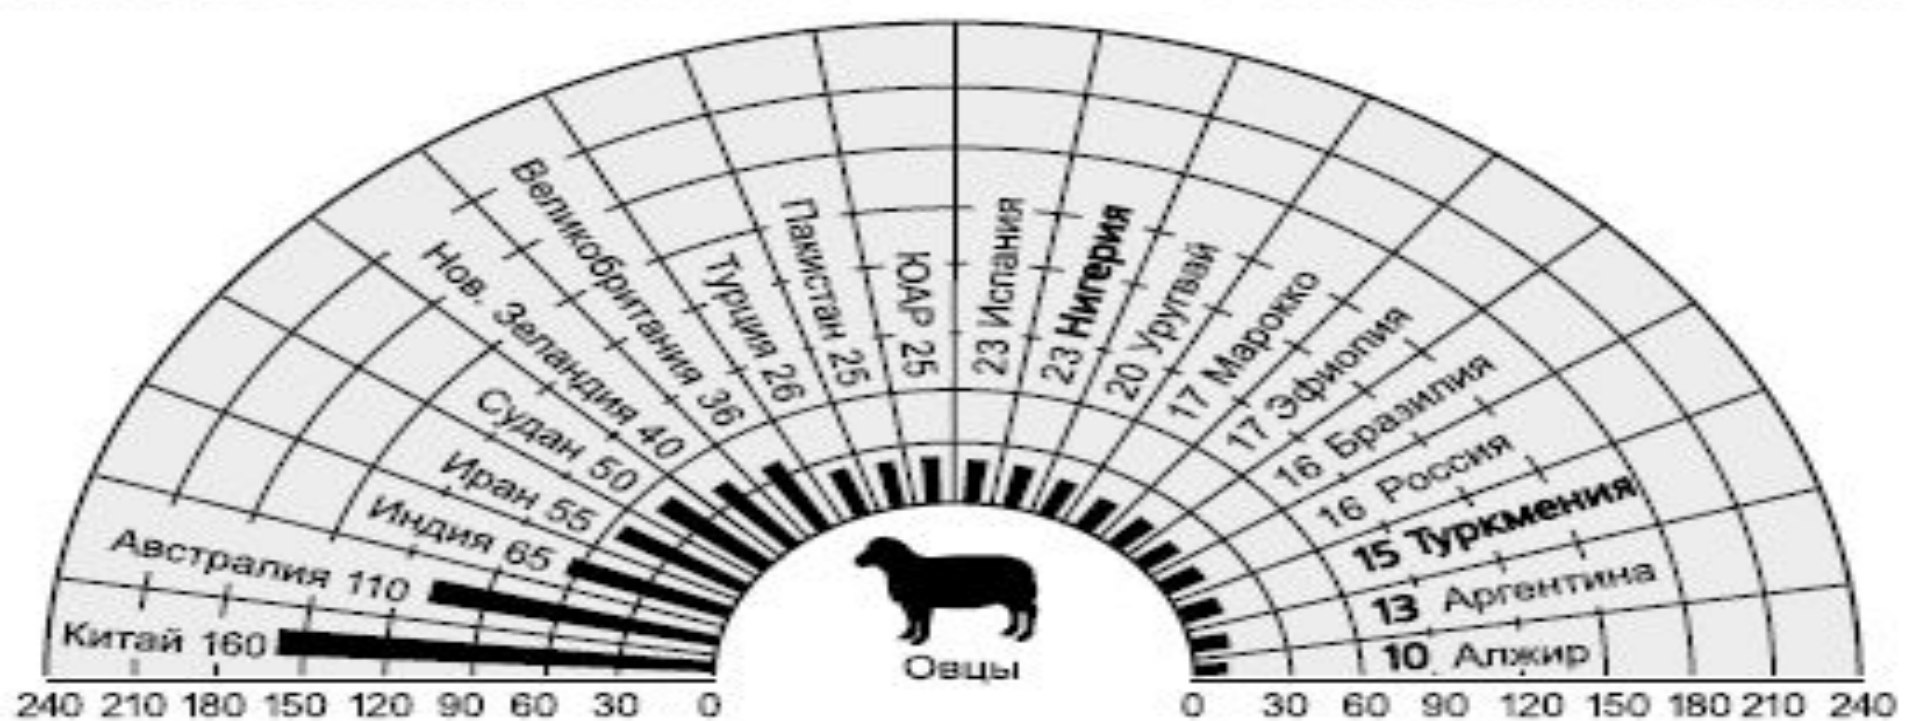 Китай 160
Австралия 110
Индия 65
Иран 55
Судан 50
Нов. Зеландия 40
Великобритания 36
Турция 26
Пакистан 25
ЮАР 25
23 Испания
23 Нигерия
20 Уругвай
17 Марокко
17 Эфиопия
16 Бразилия
16 Россия
15 Туркмения
13 Аргентина
10 Алжир
Овцы
240 210 180 150 120 90 60 30 0
0 30 60 90 120 150 180 210 240